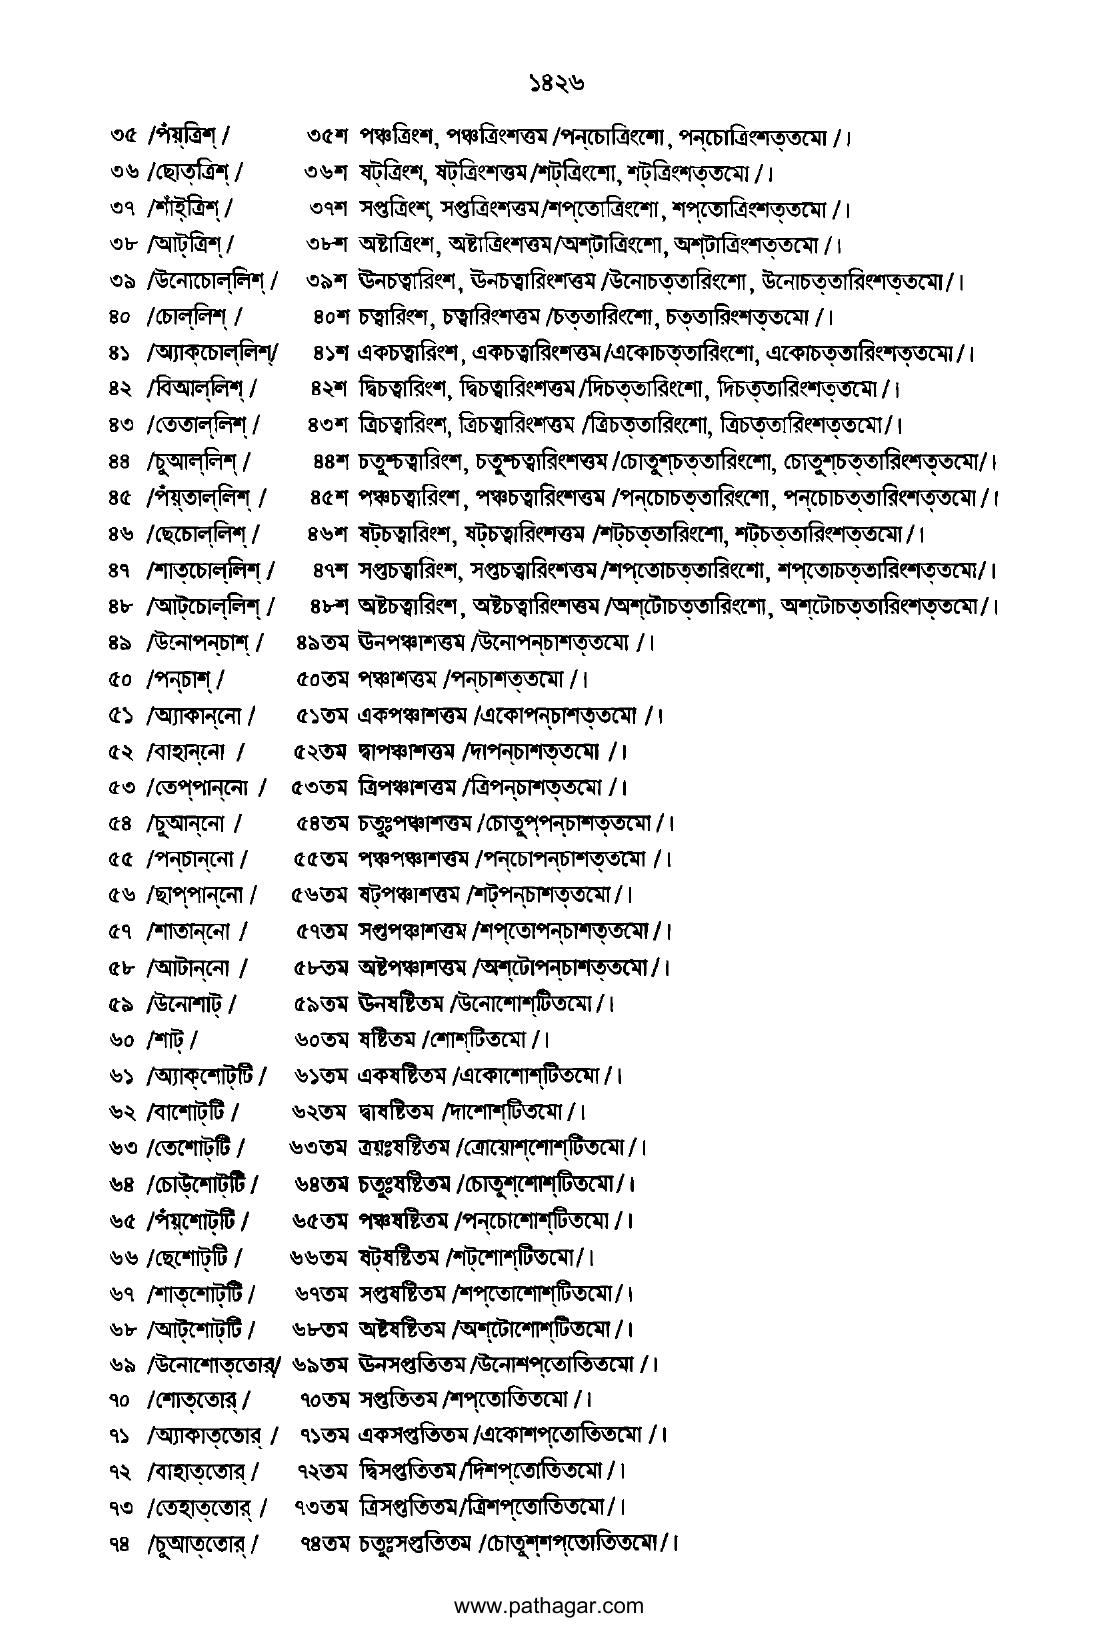 ১৪২৬
৩৫ /পঁয়্ত্রিশ্ / ৩৫শ পঞ্চত্রিংশ, পঞ্চত্রিংশত্তম /পন্‌চোত্রিংশো, পন্‌চোত্রিংশত্‌তমো /।
৩৬ /ছোত্‌ত্রিশ্ / ৩৬শ ষট্‌ত্রিংশ, ষট্‌ত্রিংশত্তম /শট্‌ত্রিংশো, শট্‌ত্রিংশত্‌তমো /।
৩৭ /শাঁইত্রিশ্ / ৩৭শ সপ্তত্রিংশ, সপ্তত্রিংশত্তম/শপ্‌তোত্রিংশো, শপ্‌তোত্রিংশত্‌তমো /।
৩৮ /আট্‌ত্রিশ্ / ৩৮শ অষ্টাত্রিংশ, অষ্টাত্রিংশত্তম/অশ্‌টাত্রিংশো, অশ্‌টাত্রিংশত্‌তমো /।
৩৯ /উনোচোল্‌লিশ্ / ৩৯শ ঊনচত্বারিংশ, ঊনচত্বারিংশত্তম /উনোচত্‌তারিংশো, উনোচত্‌তারিংশত্‌তমো/।
৪০ /চোল্‌লিশ্ / ৪০শ চত্বারিংশ, চত্বারিংশত্তম /চত্‌তারিংশো, চত্‌তারিংশত্‌তমো /।
৪১ /অ্যাক্‌চোল্‌লিশ্/ ৪১শ একচত্বারিংশ, একচত্বারিংশত্তম/একোচত্‌তারিংশো, একোচত্‌তারিংশত্‌তমো/।
৪২ /বিআল্‌লিশ্ / ৪২শ দ্বিচত্বারিংশ, দ্বিচত্বারিংশত্তম /দিচত্‌তারিংশো, দিচত্‌তারিংশত্‌তমো /।
৪৩ /তেতাল্‌লিশ্ / ৪৩শ ত্রিচত্বারিংশ, ত্রিচত্বারিংশত্তম /ত্রিচত্‌তারিংশো, ত্রিচত্‌তারিংশত্‌তমো/।
৪৪ /চুআল্‌লিশ্ / ৪৪শ চতুশ্চত্বারিংশ, চতুশ্চত্বারিংশত্তম /চোতুশ্‌চত্‌তারিংশো, চোতুশ্‌চত্‌তারিংশত্‌তমো/।
৪৫ /পঁয়্‌তাল্‌লিশ্ / ৪৫শ পঞ্চচত্বারিংশ, পঞ্চচত্বারিংশত্তম /পন্‌চোচত্‌তারিংশো, পন্‌চোচত্‌তারিংশত্‌তমো /।
৪৬ /ছেচোল্‌লিশ্ / ৪৬শ ষট্‌চত্বারিংশ, ষট্‌চত্বারিংশত্তম /শট্‌চত্‌তারিংশো, শট্‌চত্‌তারিংশত্‌তমো /।
৪৭ /শাত্‌চোল্‌লিশ্ / ৪৭শ সপ্তচত্বারিংশ, সপ্তচত্বারিংশত্তম/শপ্‌তোচত্‌তারিংশো, শপ্‌তোচত্‌তারিংশত্‌তমো/।
৪৮ /আট্‌চোল্‌লিশ্ / ৪৮শ অষ্টচত্বারিংশ, অষ্টচত্বারিংশত্তম /অশ্‌টোচত্‌তারিংশো, অশ্‌টোচত্‌তারিংশত্‌তমো/।
৪৯ /উনোপন্‌চাশ্ / ৪৯তম ঊনপঞ্চাশত্তম /উনোপন্‌চাশত্‌তমো /।
৫০ /পন্‌চাশ্ / ৫০তম পঞ্চাশত্তম /পন্‌চাশত্‌তমো /।
৫১ /অ্যাকান্‌নো / ৫১তম একপঞ্চাশত্তম /একোপন্‌চাশত্‌তমো /।
৫২ /বাহান্‌নো / ৫২তম দ্বাপঞ্চাশত্তম /দাপন্‌চাশত্‌তমো /।
৫৩ /তেপ্‌পান্‌নো / ৫৩তম ত্রিপঞ্চাশত্তম /ত্রিপন্‌চাশত্‌তমো /।
৫৪ /চুআন্‌নো / ৫৪তম চতুঃপঞ্চাশত্তম /চোতুপ্‌পন্‌চাশত্‌তমো/।
৫৫ /পন্‌চান্‌নো / ৫৫তম পঞ্চপঞ্চাশত্তম /পন্‌চোপন্‌চাশত্‌তমো /।
৫৬ /ছাপ্‌পান্‌নো / ৫৬তম ষট্‌পঞ্চাশত্তম /শট্‌পন্‌চাশত্‌তমো/।
৫৭ /শাতান্‌নো / ৫৭তম সপ্তপঞ্চাশত্তম /শপ্‌তোপন্‌চাশত্‌তমো/।
৫৮ /আটান্‌নো / ৫৮তম অষ্টপঞ্চাশত্তম /অশ্‌টোপন্‌চাশত্‌তমো/।
৫৯ /উনোশাট্ / ৫৯তম ঊনষষ্টিতম /উনোশোশ্‌টিতমো/।
৬০ /শাট্ / ৬০তম ষষ্টিতম /শোশ্‌টিতমো /।
৬১ /অ্যাক্‌শোট্‌টি / ৬১তম একষষ্টিতম /একোশোশ্‌টিতমো/।
৬২ /বাশোট্‌টি / ৬২তম দ্বাষষ্টিতম /দাশোশ্‌টিতমো/।
৬৩ /তেশোট্‌টি / ৬৩তম ত্রয়ঃষষ্টিতম /ত্রোয়োশ্‌শোশ্‌টিতমো/।
৬৪ /চোউ্‌শোট্‌টি / ৬৪তম চতুঃষষ্টিতম /চোতুশ্‌শোশ্‌টিতমো/।
৬৫ /পঁয়্‌শোট্‌টি / ৬৫তম পঞ্চষষ্টিতম /পন্‌চোশোশ্‌টিতমো /।
৬৬ /ছেশোট্‌টি / ৬৬তম ষট্‌ষষ্টিতম /শট্‌শোশ্‌টিতমো/।
৬৭ /শাত্‌শোট্‌টি / ৬৭তম সপ্তষষ্টিতম /শপ্‌তোশোশ্‌টিতমো/।
৬৮ /আট্‌শোট্‌টি / ৬৮তম অষ্টষষ্টিতম /অশ্‌টোশোশ্‌টিতমো/।
৬৯ /উনোশোত্‌তোর্/ ৬৯তম ঊনসপ্ততিতম /উনোশপ্‌তোতিতমো /।
৭০ /শোত্‌তোর্ / ৭০তম সপ্ততিতম /শপ্‌তোতিতমো /।
৭১ /অ্যাকাত্‌তোর্ / ৭১তম একসপ্ততিতম /একোশপ্‌তোতিতমো /।
৭২ /বাহাত্‌তোর্ / ৭২তম দ্বিসপ্ততিতম/দিশপ্‌তোতিতমো /।
৭৩ /তেহাত্‌তোর্ / ৭৩তম ত্রিসপ্ততিতম/ত্রিশপ্‌তোতিতমো/।
৭৪ /চুআত্‌তোর্ / ৭৪তম চতুঃসপ্ততিতম /চোতুশ্‌শপ্‌তোতিতমো/।
www.pathagar.com